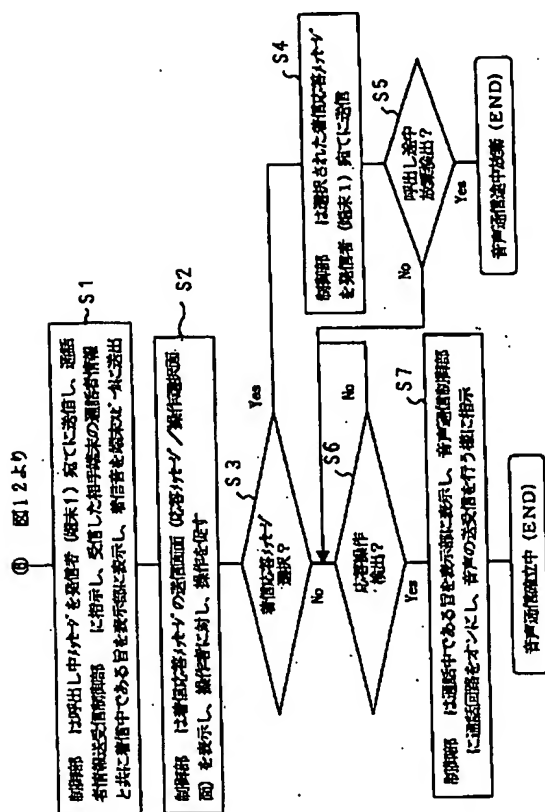 ⑧ 図12より
S1
制御部 は呼出し中メッセージを発信者(端末1)宛てに送信し、通話
者情報送受信制御部 に指示し、受信した相手端末の通話者情報
と共に着信中である旨を表示部に表示し、着信音を端末スピーカに送出
S2
制御部 は着信応答メッセージの送信画面(応答メッセージ/操作選択画
面)を表示し、操作者に対し、操作を促す
S3
着信応答メッセージ
選択?
Yes
No
S4
制御部 は選択された着信応答メッセージ
を発信者(端末1)宛てに送信
S5
呼出し途中
放棄検出?
No
Yes
音声通信途中放棄(END)
S6
応答操作
検出?
No
Yes
S7
制御部 は通話中である旨を表示部に表示し、音声通信制御部
に通話回路をオンにし、音声の送受信を行う様に指示
音声通信確立中(END)